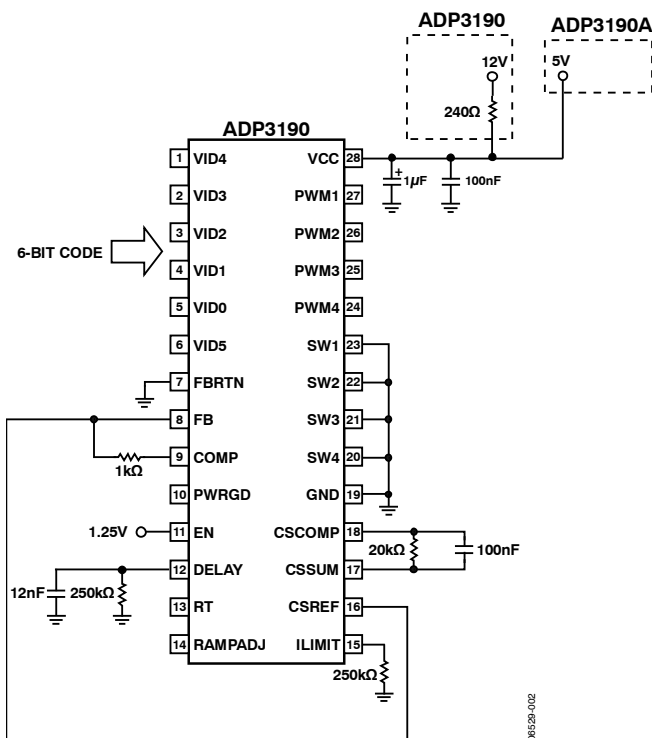 ADP3190
ADP3190A
12V
5V
240Ω
ADP3190
1 VID4 VCC 28
+
1µF
100nF
2 VID3 PWM1 27
3 VID2 PWM2 26
6-BIT CODE
4 VID1 PWM3 25
5 VID0 PWM4 24
6 VID5 SW1 23
7 FBRTN SW2 22
8 FB SW3 21
9 COMP SW4 20
1kΩ
10 PWRGD GND 19
1.25V
11 EN CSCOMP 18
20kΩ
100nF
12 DELAY CSSUM 17
12nF
250kΩ
13 RT CSREF 16
14 RAMPADJ ILIMIT 15
250kΩ
06529-002